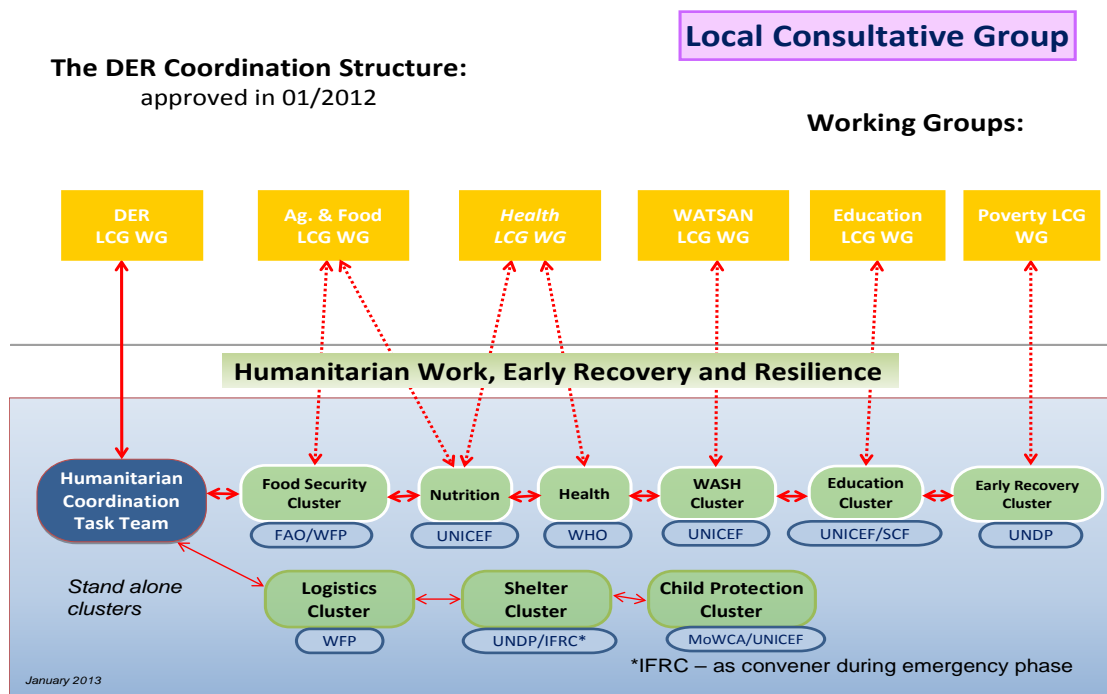 Local Consultative Group
The DER Coordination Structure:
approved in 01/2012
Working Groups:
DER
LCG WG
Ag. & Food
LCG WG
Health
LCG WG
WATSAN
LCG WG
Education
LCG WG
Poverty LCG
WG
Humanitarian Work, Early Recovery and Resilience
Humanitarian
Coordination
Task Team
Food Security
Cluster
FAO/WFP
Nutrition
UNICEF
Health
WHO
WASH
Cluster
UNICEF
Education
Cluster
UNICEF/SCF
Early Recovery
Cluster
UNDP
Stand alone
clusters
Logistics
Cluster
WFP
Shelter
Cluster
UNDP/IFRC*
Child Protection
Cluster
MoWCA/UNICEF
*IFRC – as convener during emergency phase
January 2013